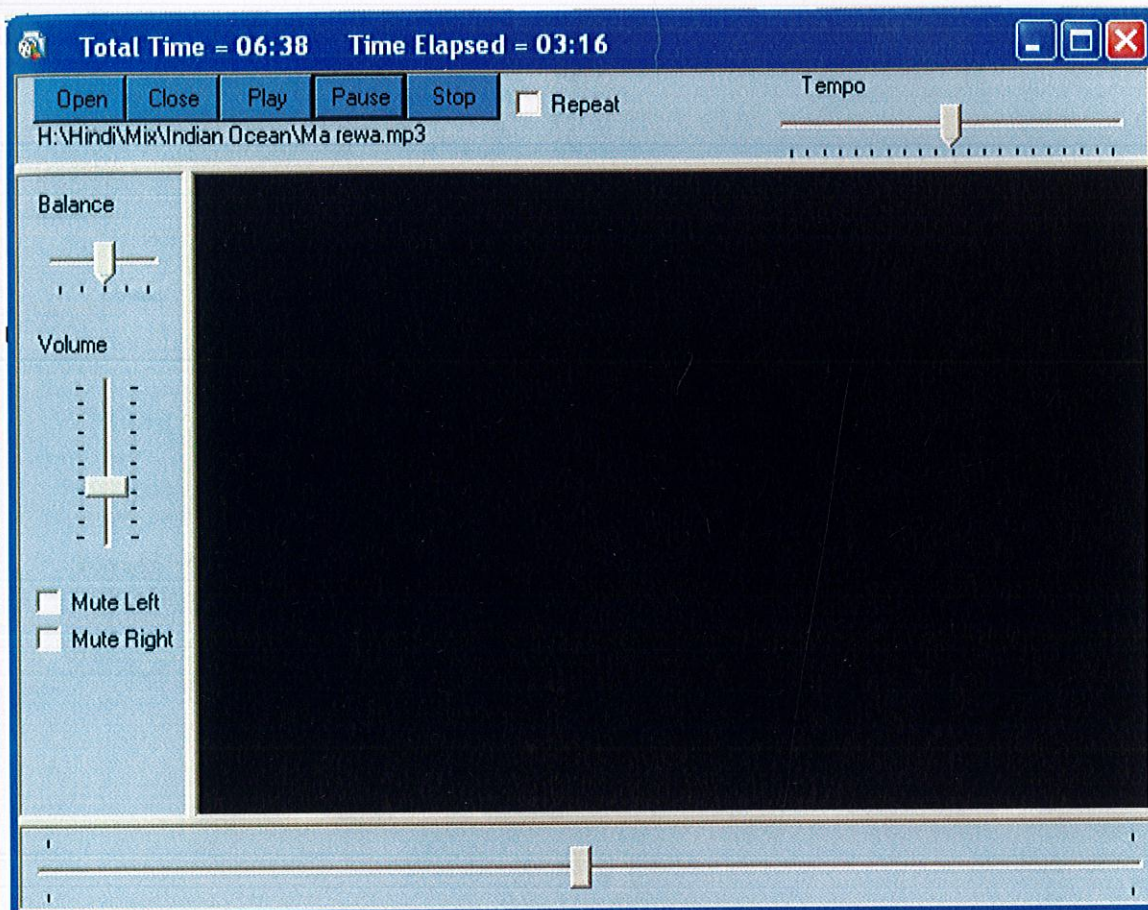 Total Time = 06:38 Time Elapsed = 03:16
Open Close Play Pause Stop Repeat
Tempo
H:\Hindi\Mix\Indian Ocean\Ma rewa.mp3
Balance
Volume
Mute Left
Mute Right